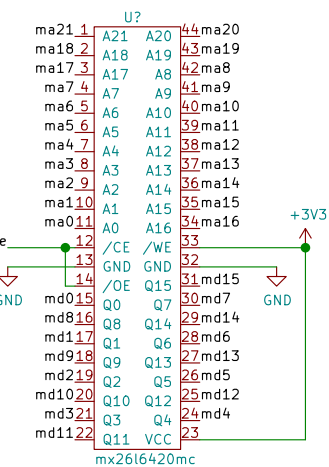 U?
ma21 1 A21 A20 44 ma20
ma18 2 A18 A19 43 ma19
ma17 3 A17 A8 42 ma8
ma7 4 A7 A9 41 ma9
ma6 5 A6 A10 40 ma10
ma5 6 A5 A11 39 ma11
ma4 7 A4 A12 38 ma12
ma3 8 A3 A13 37 ma13
ma2 9 A2 A14 36 ma14
ma1 10 A1 A15 35 ma15
ma0 11 A0 A16 34 ma16
+3V3
e 12 /CE /WE 33
13 GND GND 32
14 /OE Q15 31 md15
GND GND
md0 15 Q0 Q7 30 md7
md8 16 Q8 Q14 29 md14
md1 17 Q1 Q6 28 md6
md9 18 Q9 Q13 27 md13
md2 19 Q2 Q5 26 md5
md10 20 Q10 Q12 25 md12
md3 21 Q3 Q4 24 md4
md11 22 Q11 VCC 23
mx26l6420mc